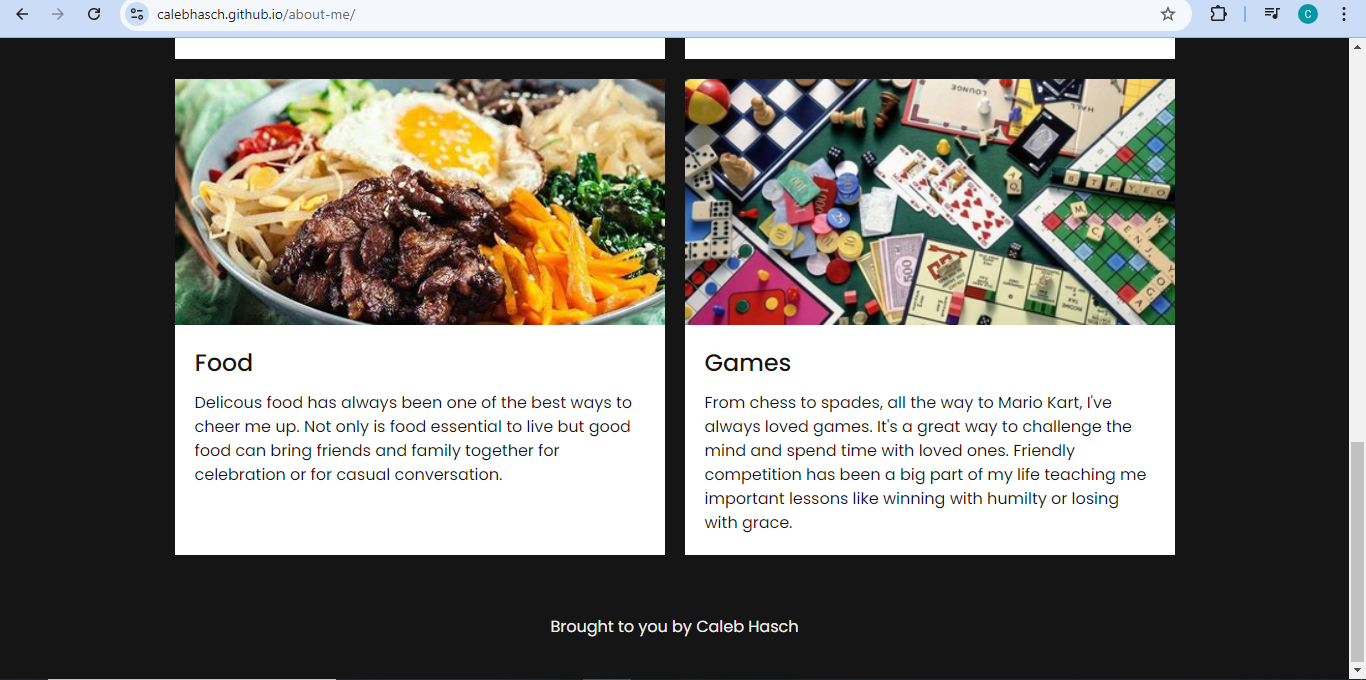 calebhasch.github.io/about-me/
C
LOUNGE
HALL
500
Food
Delicous food has always been one of the best ways to
cheer me up. Not only is food essential to live but good
food can bring friends and family together for
celebration or for casual conversation.
Games
From chess to spades, all the way to Mario Kart, I've
always loved games. It's a great way to challenge the
mind and spend time with loved ones. Friendly
competition has been a big part of my life teaching me
important lessons like winning with humilty or losing
with grace.
Brought to you by Caleb Hasch